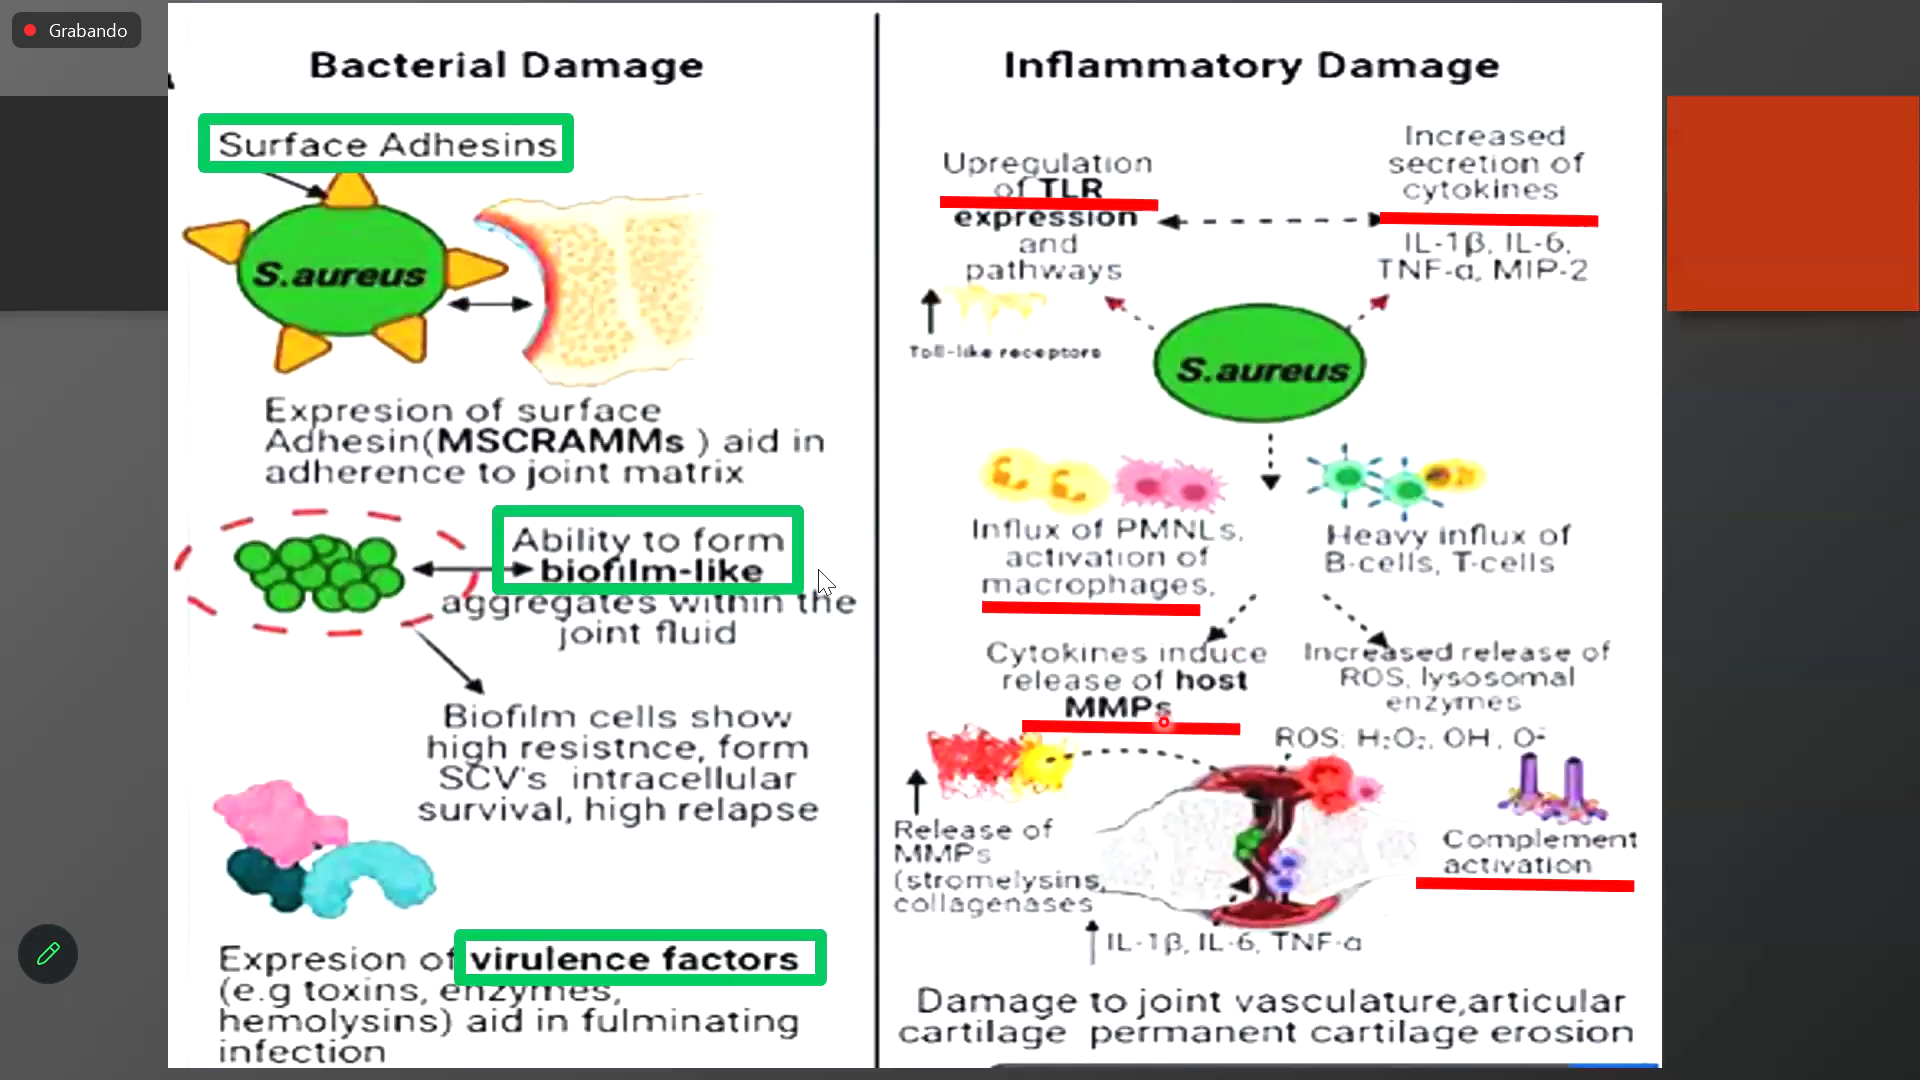 Grabando
Bacterial Damage
Surface Adhesins
S.aureus
Expresion of surface
Adhesin(MSCRAMMs ) aid in
adherence to joint matrix
Ability to form
biofilm-like
aggregates within the
joint fluid
Biofilm cells show
high resistnce, form
SCV's intracellular
survival, high relapse
Expresion of virulence factors
(e.g toxins, enzymes,
hemolysins) aid in fulminating
infection
Inflammatory Damage
Upregulation
of TLR
expression
and
pathways
Toll-like receptors
Increased
secretion of
cytokines
IL-1β, IL-6,
TNF-α, MIP-2
S.aureus
Influx of PMNLs,
activation of
macrophages,
Heavy influx of
B-cells, T-cells
Cytokines induce
release of host
MMPs
Increased release of
ROS, lysosomal
enzymes
ROS: H₂O₂, OH, O²⁻
Release of
MMPs
(stromelysins,
collagenases
Complement
activation
IL-1β, IL-6, TNF-α
Damage to joint vasculature,articular
cartilage permanent cartilage erosion